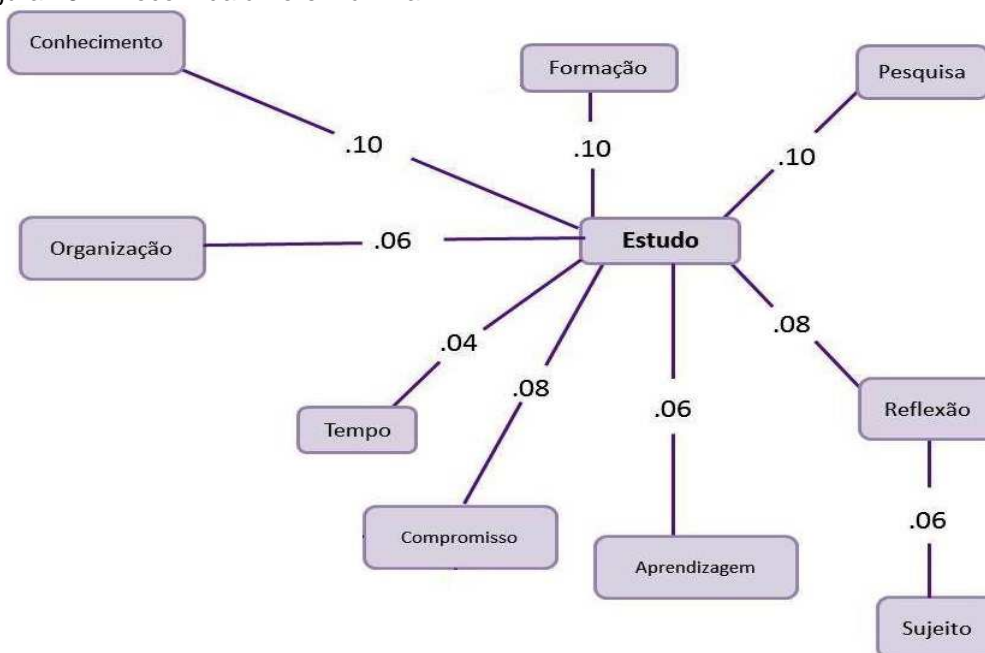 Conhecimento
Formação
Pesquisa
.10
.10
.10
Organização
.06
Estudo
.04
.08
.08
.06
Tempo
Reflexão
Compromisso
Aprendizagem
.06
Sujeito